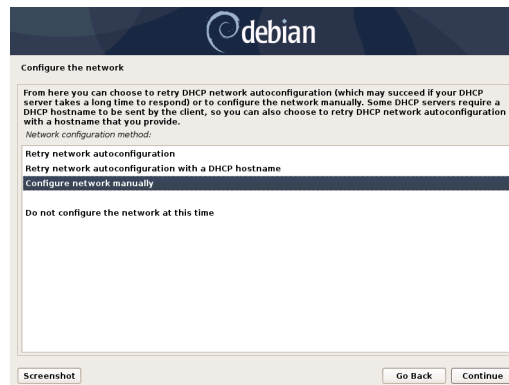 debian
Configure the network
From here you can choose to retry DHCP network autoconfiguration (which may succeed if your DHCP
server takes a long time to respond) or to configure the network manually. Some DHCP servers require a
DHCP hostname to be sent by the client, so you can also choose to retry DHCP network autoconfiguration
with a hostname that you provide.
Network configuration method:
Retry network autoconfiguration
Retry network autoconfiguration with a DHCP hostname
Configure network manually
Do not configure the network at this time
Screenshot
Go Back
Continue